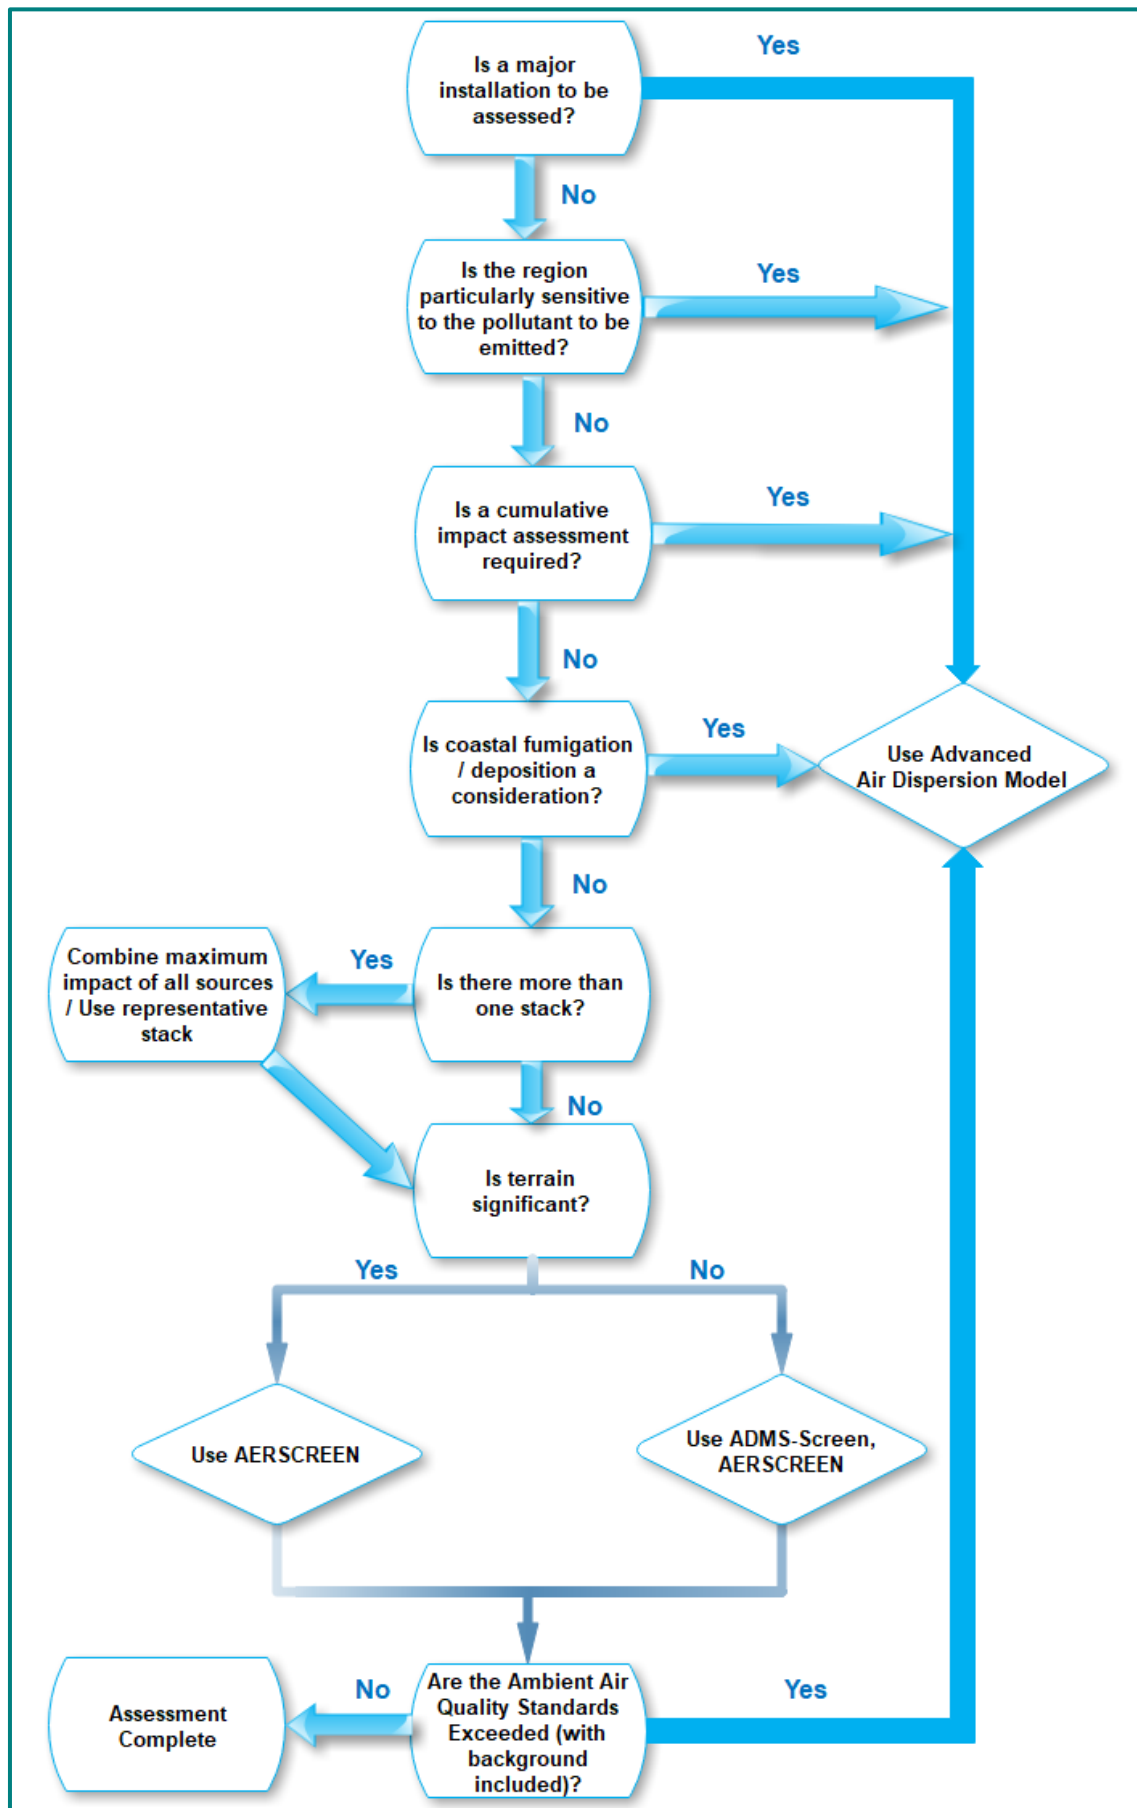 Is a major
installation to be
assessed?
Yes
No
Is the region
particularly sensitive
to the pollutant to be
emitted?
Yes
No
Is a cumulative
impact assessment
required?
Yes
No
Is coastal fumigation
/ deposition a
consideration?
Yes
Use Advanced
Air Dispersion Model
No
Combine maximum
impact of all sources
/ Use representative
stack
Yes
Is there more than
one stack?
No
Is terrain
significant?
Yes
No
Use AERSCREEN
Use ADMS-Screen,
AERSCREEN
Assessment
Complete
No
Are the Ambient Air
Quality Standards
Exceeded (with
background
included)?
Yes